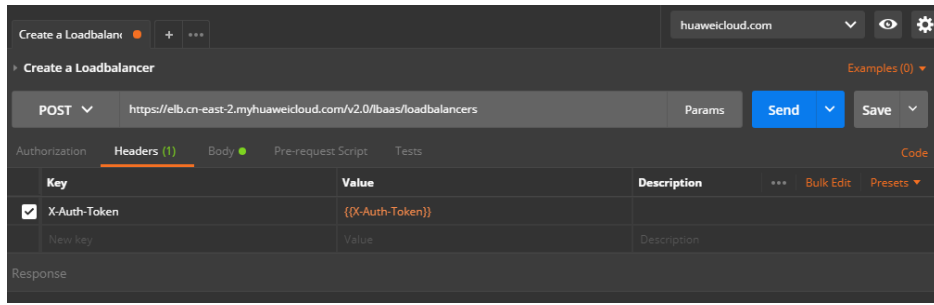 Create a Loadbalanc
+
•••
huaweicloud.com
Create a Loadbalancer
Examples (0)
POST https://elb.cn-east-2.myhuaweicloud.com/v2.0/lbaas/loadbalancers Params Send Save
Authorization Headers (1) Body Pre-request Script Tests Code
Key Value Description ••• Bulk Edit Presets
X-Auth-Token {{X-Auth-Token}}
New key Value Description
Response